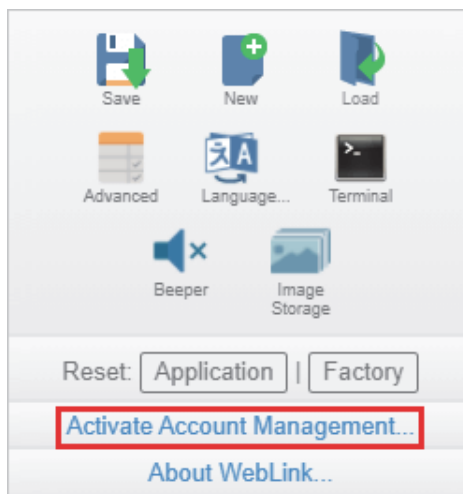 Save New Load
Advanced Language... Terminal
Beeper Image
Storage
Reset: Application | Factory
Activate Account Management...
About WebLink...